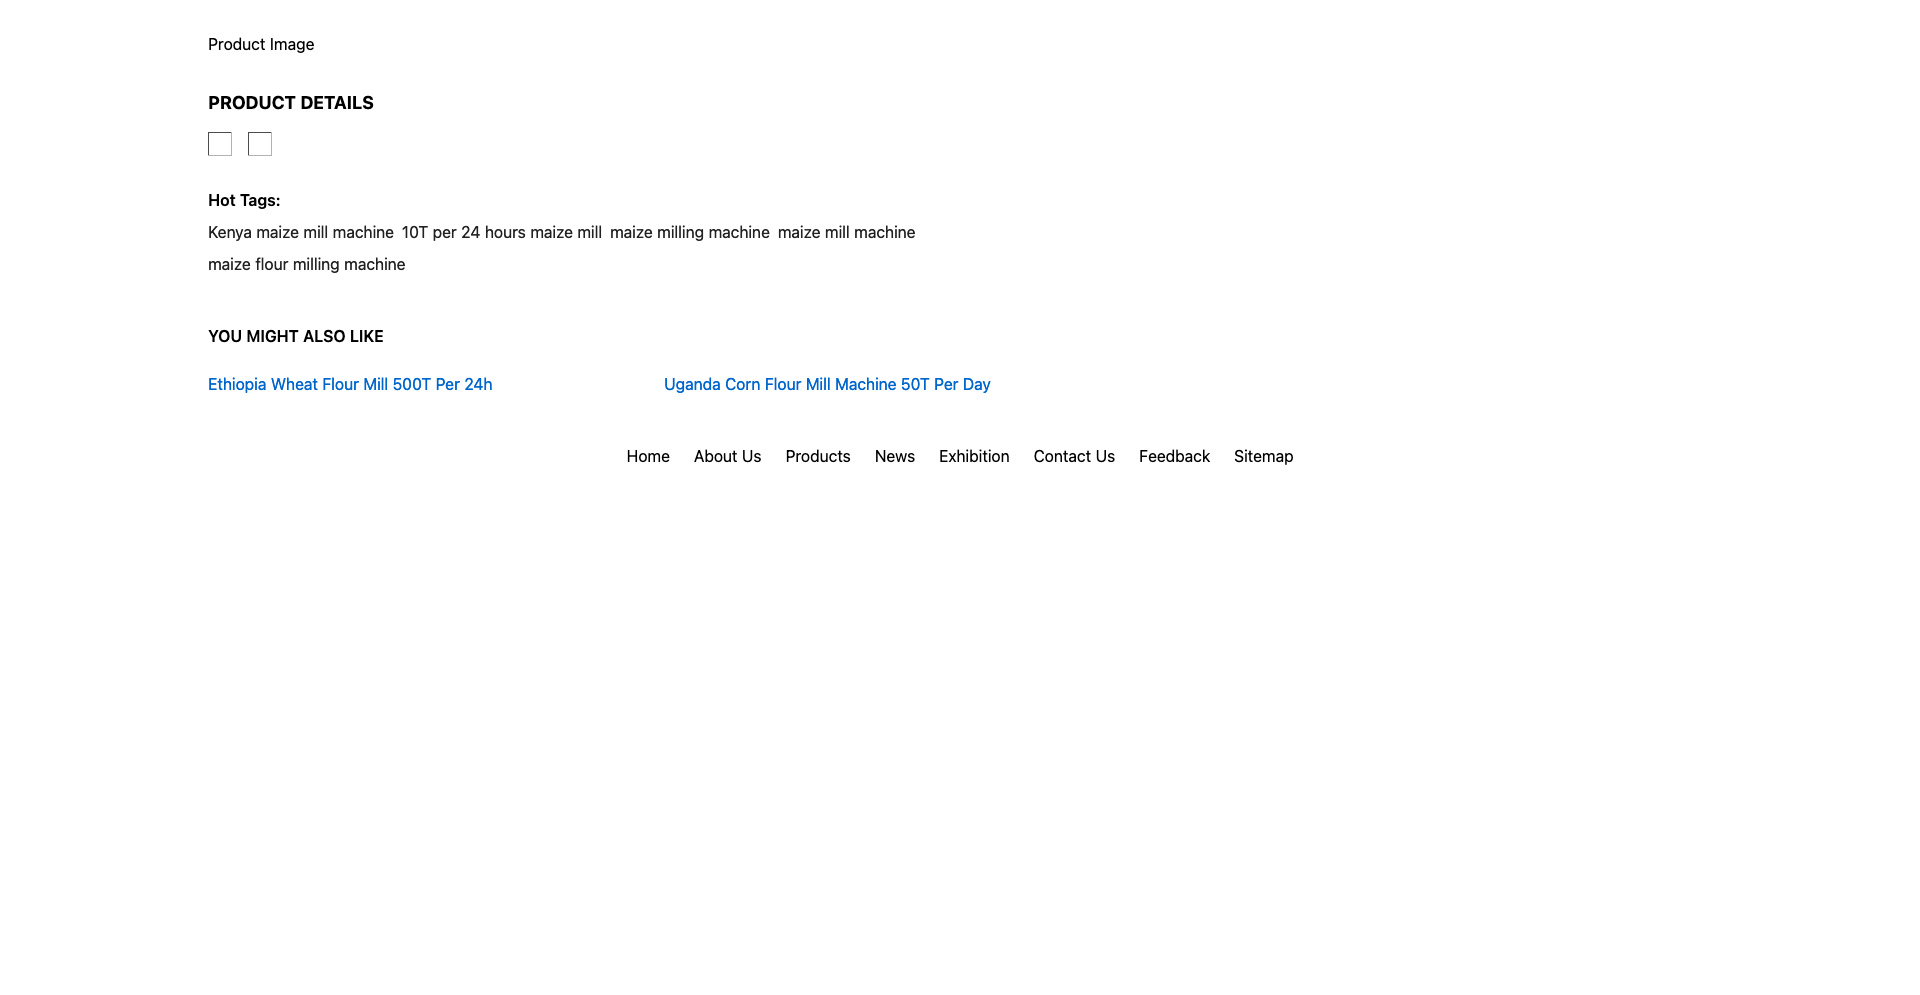 Product Image
PRODUCT DETAILS
Hot Tags:
Kenya maize mill machine 10T per 24 hours maize mill maize milling machine maize mill machine
maize flour milling machine
YOU MIGHT ALSO LIKE
Ethiopia Wheat Flour Mill 500T Per 24h Uganda Corn Flour Mill Machine 50T Per Day
Home About Us Products News Exhibition Contact Us Feedback Sitemap